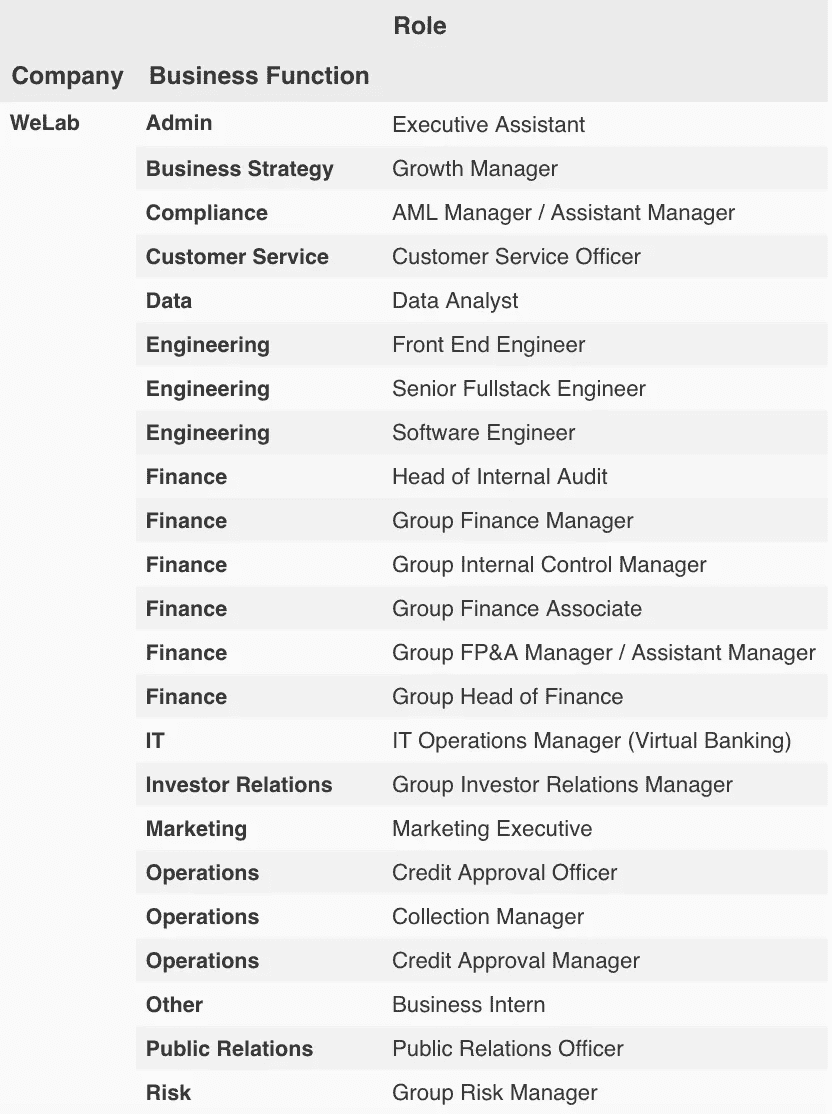 Role
Company Business Function
WeLab Admin Executive Assistant
Business Strategy Growth Manager
Compliance AML Manager / Assistant Manager
Customer Service Customer Service Officer
Data Data Analyst
Engineering Front End Engineer
Engineering Senior Fullstack Engineer
Engineering Software Engineer
Finance Head of Internal Audit
Finance Group Finance Manager
Finance Group Internal Control Manager
Finance Group Finance Associate
Finance Group FP&A Manager / Assistant Manager
Finance Group Head of Finance
IT IT Operations Manager (Virtual Banking)
Investor Relations Group Investor Relations Manager
Marketing Marketing Executive
Operations Credit Approval Officer
Operations Collection Manager
Operations Credit Approval Manager
Other Business Intern
Public Relations Public Relations Officer
Risk Group Risk Manager